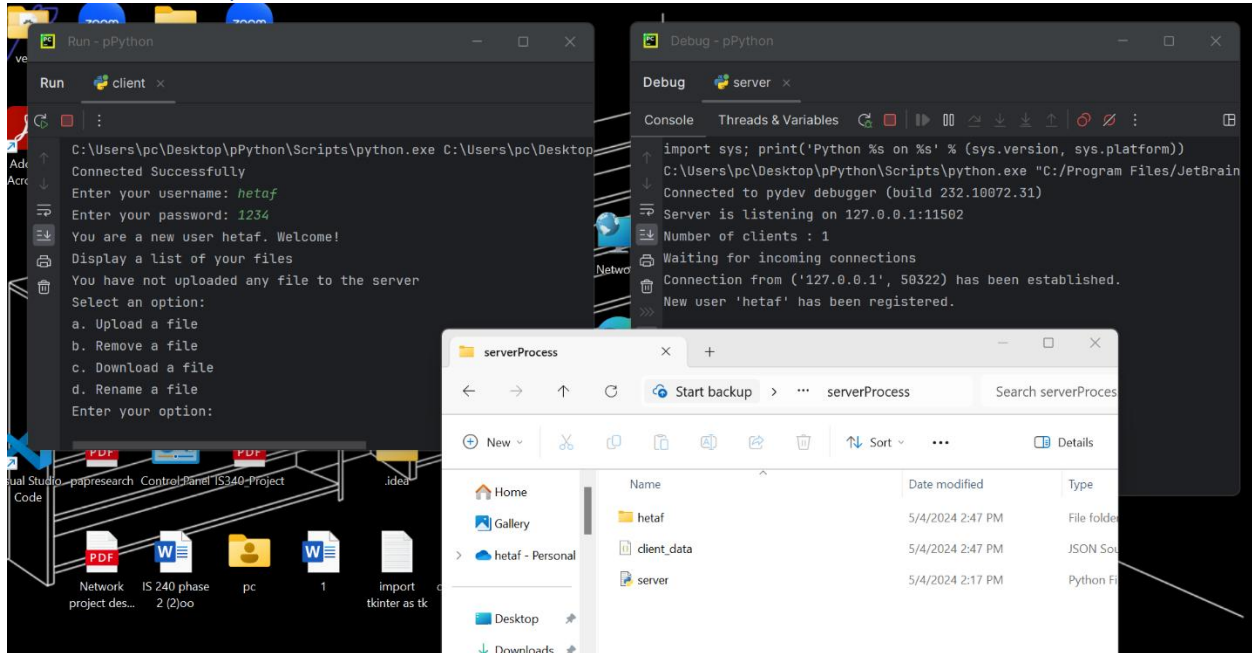 zoom
zoom
ve
Run - pPython
Run
client
C:\Users\pc\Desktop\pPython\Scripts\python.exe C:\Users\pc\Desktop
Connected Successfully
Enter your username: hetaf
Enter your password: 1234
You are a new user hetaf. Welcome!
Display a list of your files
You have not uploaded any file to the server
Select an option:
a. Upload a file
b. Remove a file
c. Download a file
d. Rename a file
Enter your option:
Debug - pPython
Debug
server
Console Threads & Variables
import sys; print('Python %s on %s' % (sys.version, sys.platform))
C:\Users\pc\Desktop\pPython\Scripts\python.exe "C:/Program Files/JetBrain
Connected to pydev debugger (build 232.10072.31)
Server is listening on 127.0.0.1:11502
Number of clients : 1
Waiting for incoming connections
Connection from ('127.0.0.1', 50322) has been established.
New user 'hetaf' has been registered.
Ado
Acro
Netwo
serverProcess
Start backup > ... serverProcess
Search serverProces
New
Sort
Details
Home
Gallery
hetaf - Personal
Desktop
Downloads
Name Date modified Type
hetaf 5/4/2024 2:47 PM File folder
client_data 5/4/2024 2:47 PM JSON Sou
server 5/4/2024 2:17 PM Python Fi
PDF
PDF
sual Studio
Code
papresearch
Control Panel
IS340_Project
.idea
PDF
Network
project des...
IS 240 phase
2 (2)oo
pc
1
import
tkinter as tk